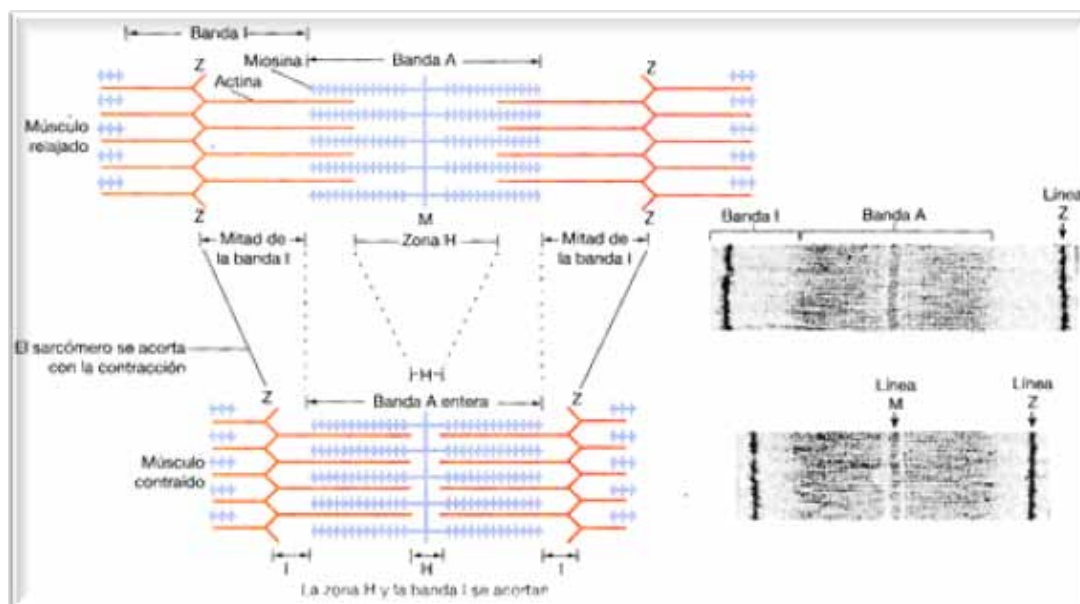 Banda I
Miosina
Banda A
Z
Z
Actina
Músculo
relajado
Z
M
Z
Mitad de
la banda I
Zona H
Mitad de
la banda I
Banda I
Banda A
Línea
Z
El sarcómero se acorta
con la contracción
H
Z
Banda A entera
Z
Línea
M
Línea
Z
Músculo
contraído
I
H
I
La zona H y la banda I se acortan